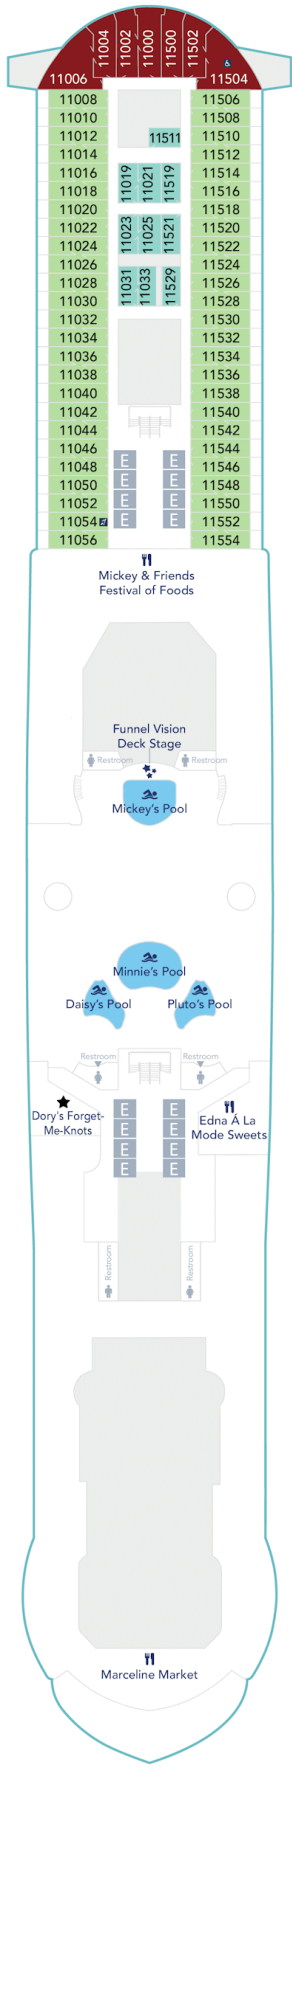 11004
11002
11000
11500
11502
11006
11504
11008
11506
11010
11508
11012
11511
11510
11014
11512
11016
11019
11021
11519
11514
11018
11516
11020
11518
11022
11023
11025
11521
11520
11024
11522
11026
11524
11028
11031
11033
11529
11526
11030
11528
11032
11530
11034
11532
11036
11534
11038
11536
11040
11538
11042
11540
11044
11542
11046
11544
11048
E
E
11546
11050
E
E
11548
11052
E
E
11550
11054
E
E
11552
11056
11554
Mickey & Friends
Festival of Foods
Funnel Vision
Deck Stage
Restroom
Restroom
Mickey's Pool
Minnie's Pool
Daisy's Pool
Pluto's Pool
Restroom
Restroom
Dory's Forget-
Me-Knots
E
E
E
E
E
E
E
E
Edna À La
Mode Sweets
Restroom
Restroom
Marceline Market